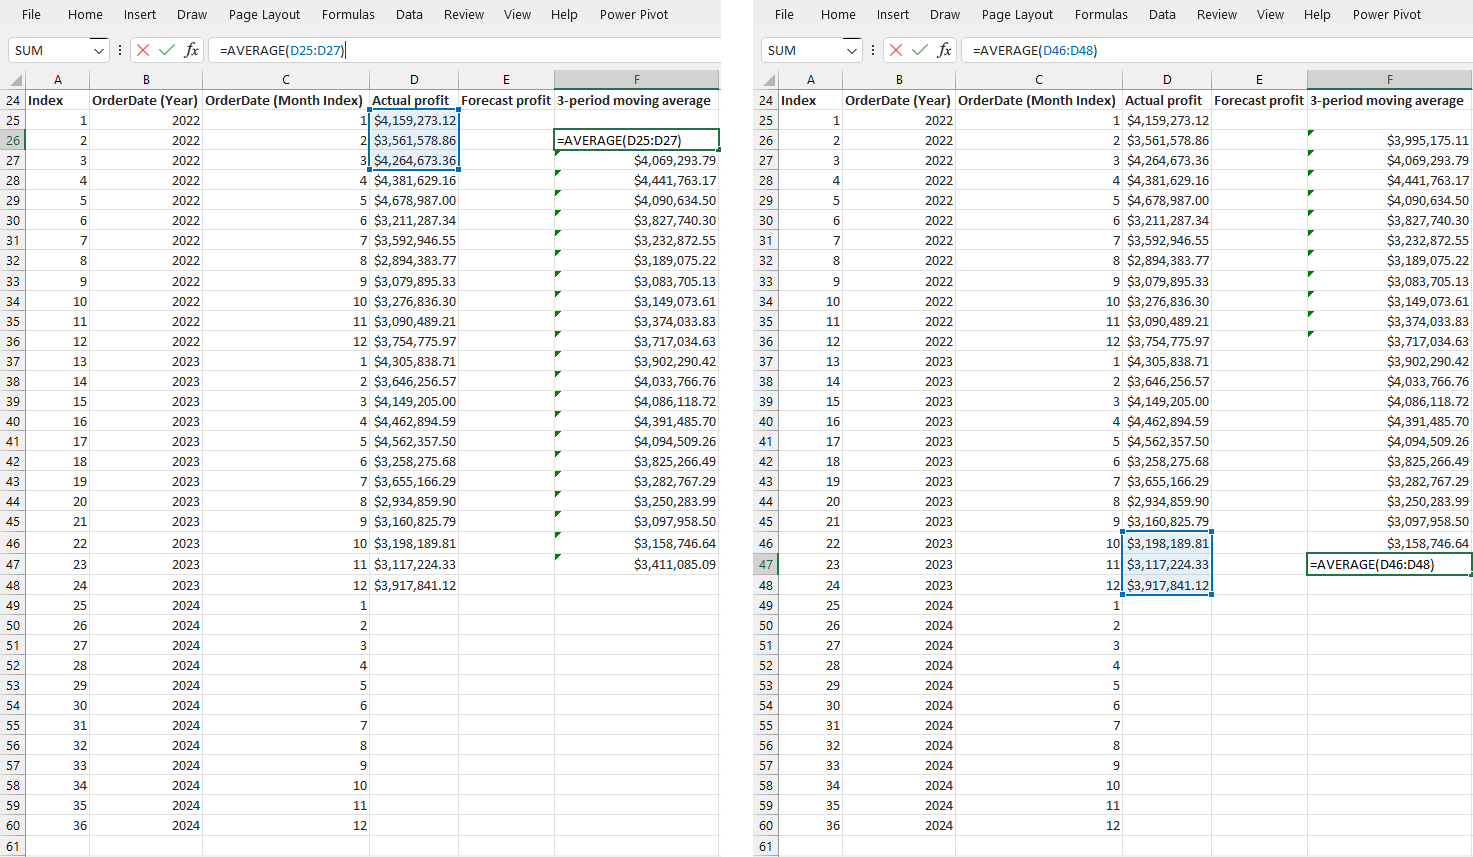 File Home Insert Draw Page Layout Formulas Data Review View Help Power Pivot
SUM fx =AVERAGE(D25:D27)
A B C D E F
24 Index OrderDate (Year) OrderDate (Month Index) Actual profit Forecast profit 3-period moving average
25 1 2022 1 $4,159,273.12
26 2 2022 2 $3,561,578.86 =AVERAGE(D25:D27)
27 3 2022 3 $4,264,673.36 $4,069,293.79
28 4 2022 4 $4,381,629.16 $4,441,763.17
29 5 2022 5 $4,678,987.00 $4,090,634.50
30 6 2022 6 $3,211,287.34 $3,827,740.30
31 7 2022 7 $3,592,946.55 $3,232,872.55
32 8 2022 8 $2,894,383.77 $3,189,075.22
33 9 2022 9 $3,079,895.33 $3,083,705.13
34 10 2022 10 $3,276,836.30 $3,149,073.61
35 11 2022 11 $3,090,489.21 $3,374,033.83
36 12 2022 12 $3,754,775.97 $3,717,034.63
37 13 2023 1 $4,305,838.71 $3,902,290.42
38 14 2023 2 $3,646,256.57 $4,033,766.76
39 15 2023 3 $4,149,205.00 $4,086,118.72
40 16 2023 4 $4,462,894.59 $4,391,485.70
41 17 2023 5 $4,562,357.50 $4,094,509.26
42 18 2023 6 $3,258,275.68 $3,825,266.49
43 19 2023 7 $3,655,166.29 $3,282,767.29
44 20 2023 8 $2,934,859.90 $3,250,283.99
45 21 2023 9 $3,160,825.79 $3,097,958.50
46 22 2023 10 $3,198,189.81 $3,158,746.64
47 23 2023 11 $3,117,224.33 $3,411,085.09
48 24 2023 12 $3,917,841.12
49 25 2024 1
50 26 2024 2
51 27 2024 3
52 28 2024 4
53 29 2024 5
54 30 2024 6
55 31 2024 7
56 32 2024 8
57 33 2024 9
58 34 2024 10
59 35 2024 11
60 36 2024 12
61
File Home Insert Draw Page Layout Formulas Data Review View Help Power Pivot
SUM fx =AVERAGE(D46:D48)
A B C D E F
24 Index OrderDate (Year) OrderDate (Month Index) Actual profit Forecast profit 3-period moving average
25 1 2022 1 $4,159,273.12
26 2 2022 2 $3,561,578.86 $3,995,175.11
27 3 2022 3 $4,264,673.36 $4,069,293.79
28 4 2022 4 $4,381,629.16 $4,441,763.17
29 5 2022 5 $4,678,987.00 $4,090,634.50
30 6 2022 6 $3,211,287.34 $3,827,740.30
31 7 2022 7 $3,592,946.55 $3,232,872.55
32 8 2022 8 $2,894,383.77 $3,189,075.22
33 9 2022 9 $3,079,895.33 $3,083,705.13
34 10 2022 10 $3,276,836.30 $3,149,073.61
35 11 2022 11 $3,090,489.21 $3,374,033.83
36 12 2022 12 $3,754,775.97 $3,717,034.63
37 13 2023 1 $4,305,838.71 $3,902,290.42
38 14 2023 2 $3,646,256.57 $4,033,766.76
39 15 2023 3 $4,149,205.00 $4,086,118.72
40 16 2023 4 $4,462,894.59 $4,391,485.70
41 17 2023 5 $4,562,357.50 $4,094,509.26
42 18 2023 6 $3,258,275.68 $3,825,266.49
43 19 2023 7 $3,655,166.29 $3,282,767.29
44 20 2023 8 $2,934,859.90 $3,250,283.99
45 21 2023 9 $3,160,825.79 $3,097,958.50
46 22 2023 10 $3,198,189.81 $3,158,746.64
47 23 2023 11 $3,117,224.33 =AVERAGE(D46:D48)
48 24 2023 12 $3,917,841.12
49 25 2024 1
50 26 2024 2
51 27 2024 3
52 28 2024 4
53 29 2024 5
54 30 2024 6
55 31 2024 7
56 32 2024 8
57 33 2024 9
58 34 2024 10
59 35 2024 11
60 36 2024 12
61